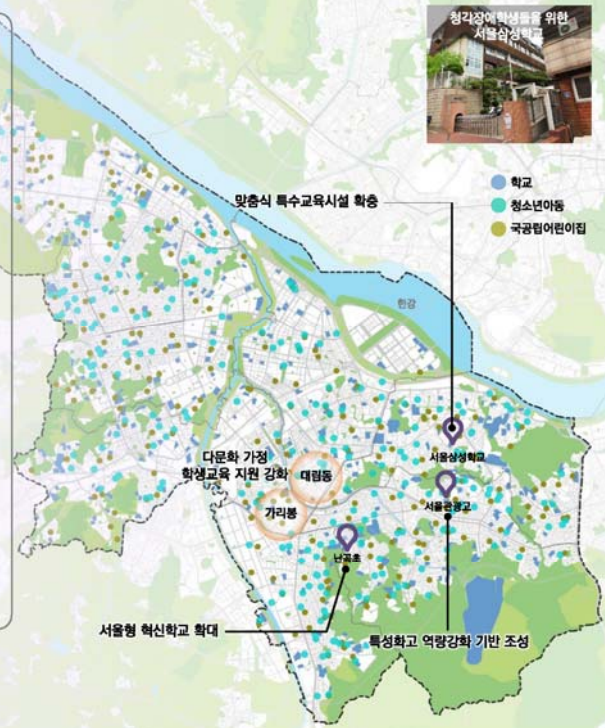 청각장애학생들을 위한
서울삼성학교
학교
청소년아동
국공립어린이집
맞춤식 특수교육시설 확충
한강
서울삼성학교
다문화 가정
학생교육 지원 강화
대림동
서울관광고
가리봉
난곡초
서울형 혁신학교 확대
특성화고 역량강화 기반 조성